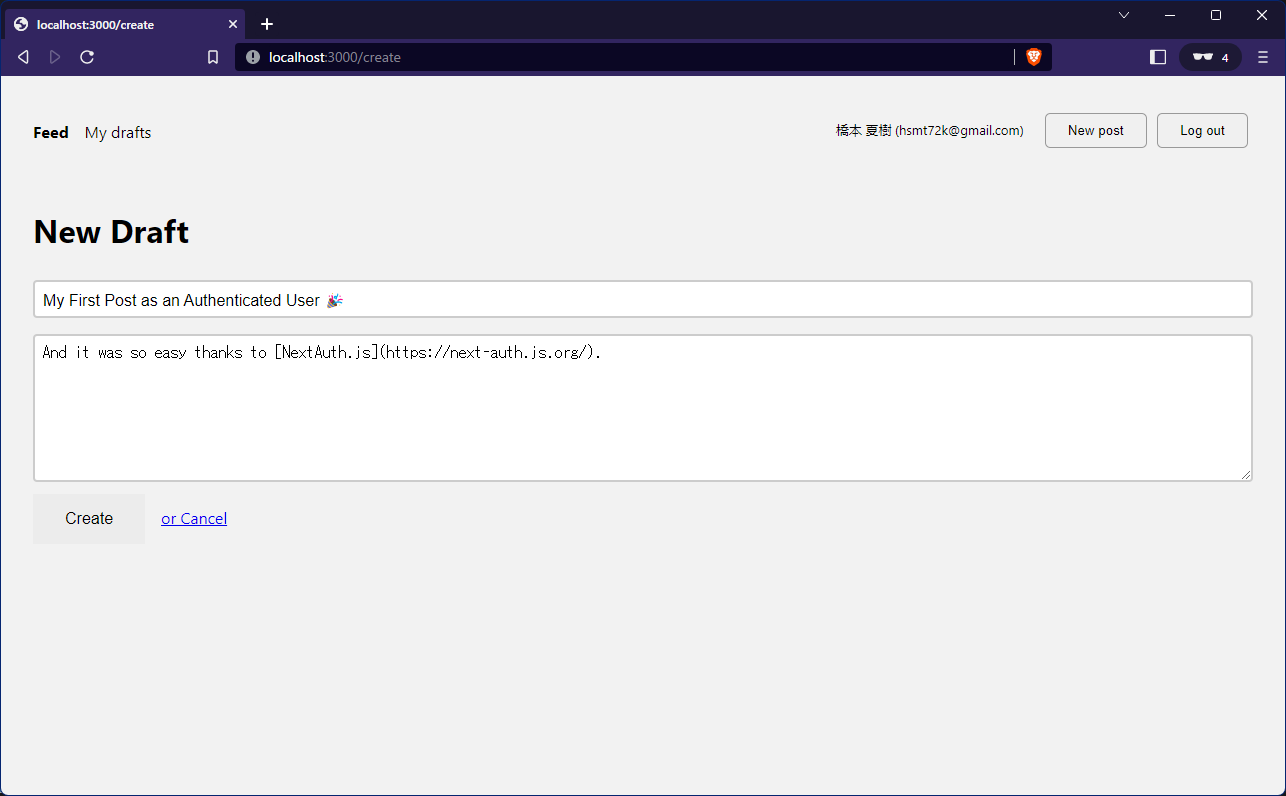 localhost:3000/create
localhost:3000/create
4
Feed My drafts 橋本 夏樹 (hsmt72k@gmail.com) New post Log out
New Draft
My First Post as an Authenticated User 🎉
And it was so easy thanks to [NextAuth.js](https://next-auth.js.org/).
Create or Cancel